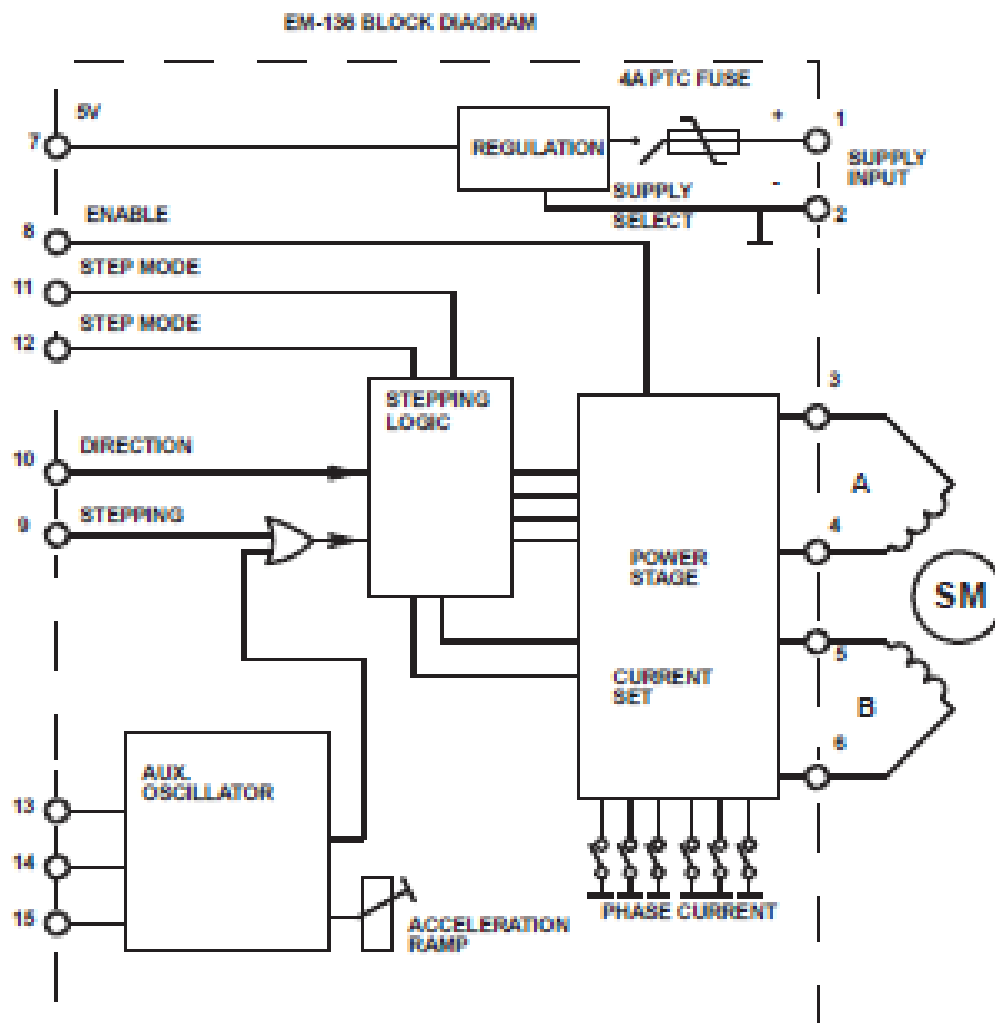 EM-136 BLOCK DIAGRAM
4A PTC FUSE
5V
7
REGULATION
+
1
SUPPLY
INPUT
-
2
SUPPLY
SELECT
ENABLE
8
STEP MODE
11
STEP MODE
12
3
STEPPING
LOGIC
DIRECTION
10
A
STEPPING
9
4
POWER
STAGE
SM
5
CURRENT
SET
B
6
AUX.
OSCILLATOR
13
14
15
PHASE CURRENT
ACCELERATION
RAMP